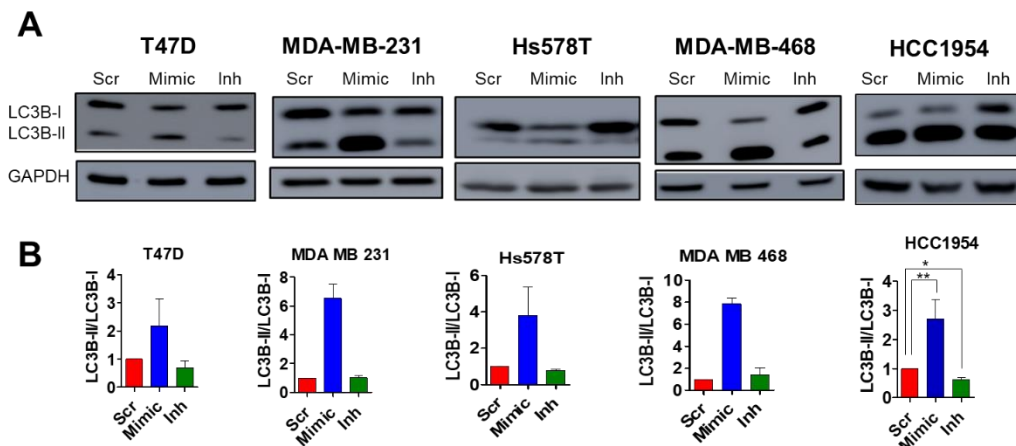 A
T47D
Scr Mimic Inh
MDA-MB-231
Scr Mimic Inh
Hs578T
Scr Mimic Inh
MDA-MB-468
Scr Mimic Inh
HCC1954
Scr Mimic Inh
LC3B-I
LC3B-II
GAPDH
B
T47D
LC3B-II/LC3B-I
4
3
2
1
0
Scr
Mimic
Inh
MDA MB 231
LC3B-II/LC3B-I
8
6
4
2
0
Scr
Mimic
Inh
Hs578T
LC3B-II/LC3B-I
6
4
2
0
Scr
Mimic
Inh
MDA MB 468
LC3B-II/LC3B-I
10
8
6
4
2
0
Scr
Mimic
Inh
HCC1954
LC3B-II/LC3B-I
4
3
2
1
0
*
**
Scr
Mimic
Inh